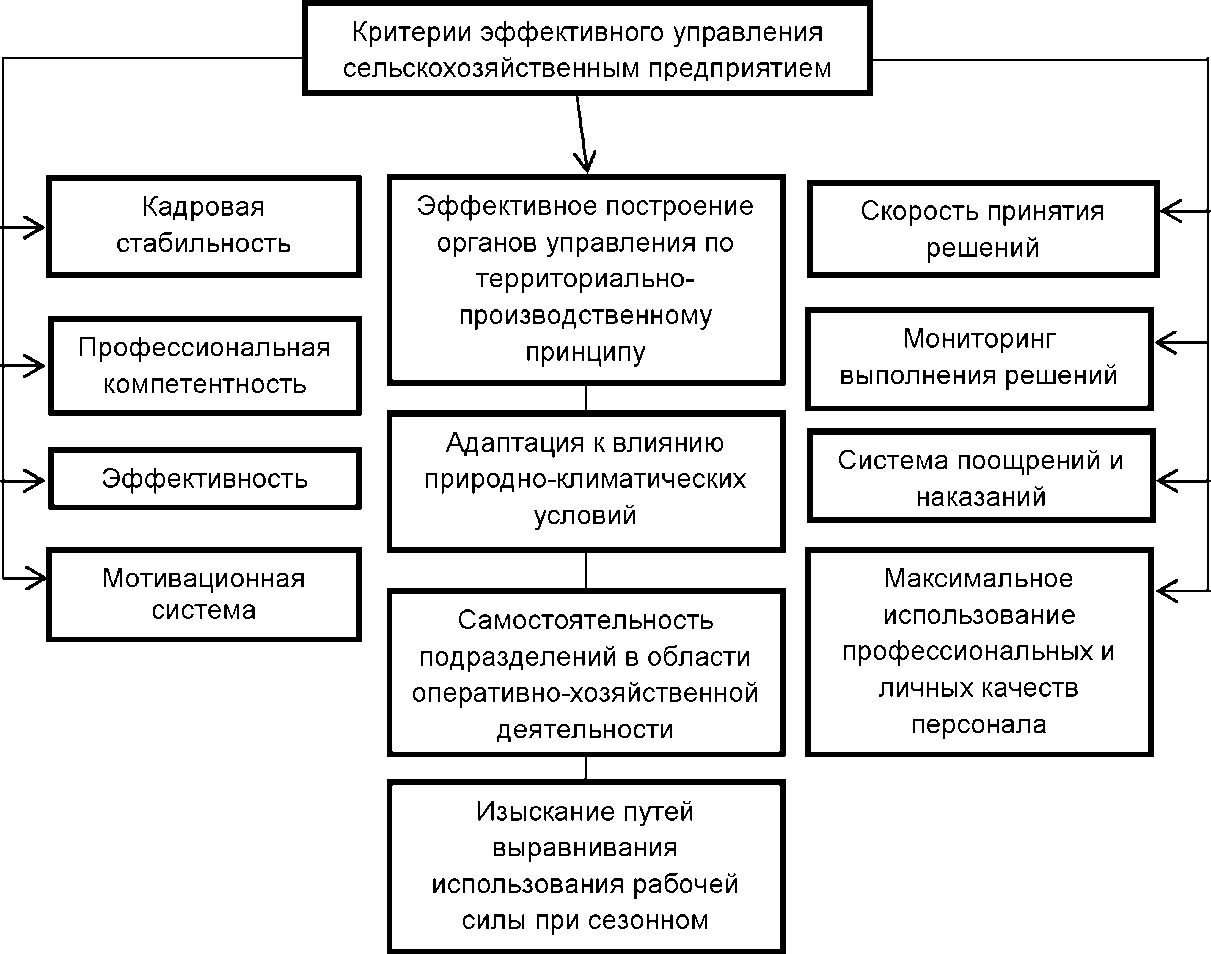 Критерии эффективного управления
сельскохозяйственным предприятием
Кадровая
стабильность
Профессиональная
компетентность
Эффективность
Мотивационная
система
Эффективное построение
органов управления по
территориально-
производственному
принципу
Адаптация к влиянию
природно-климатических
условий
Самостоятельность
подразделений в области
оперативно-хозяйственной
деятельности
Изыскание путей
выравнивания
использования рабочей
силы при сезонном
Скорость принятия
решений
Мониторинг
выполнения решений
Система поощрений и
наказаний
Максимальное
использование
профессиональных и
личных качеств
персонала